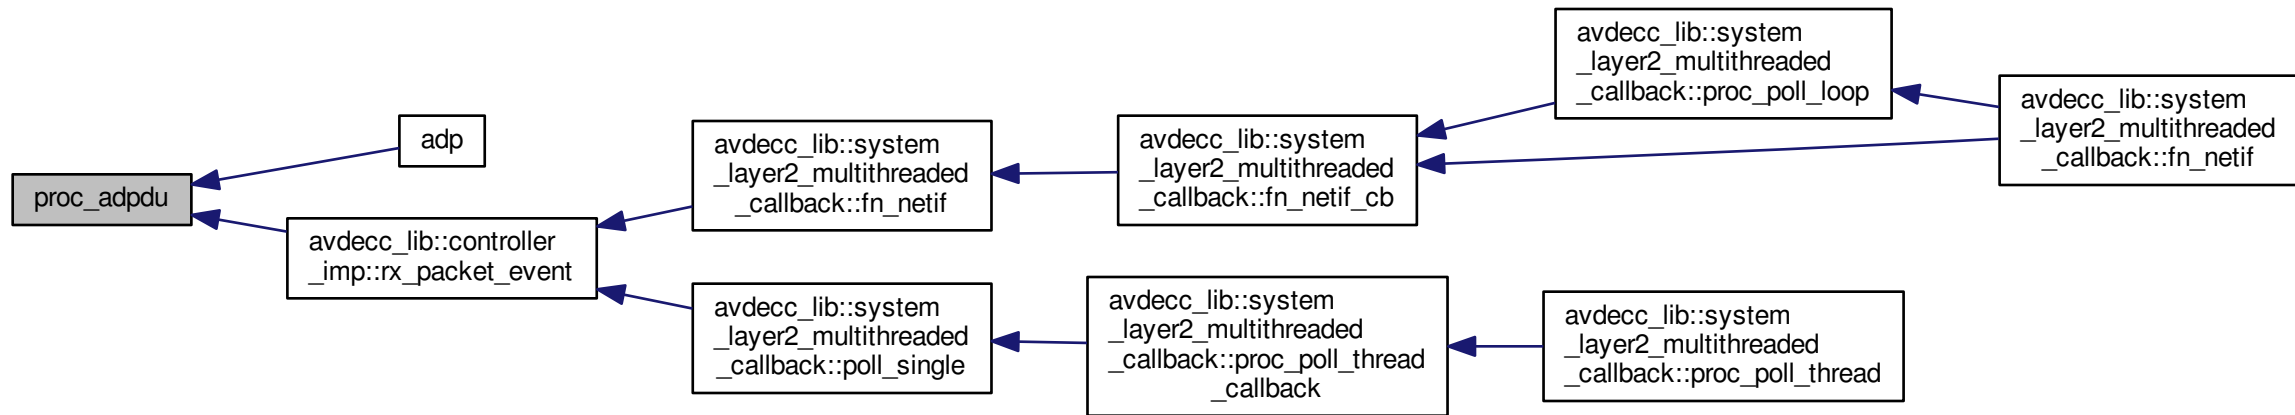 proc_adpdu
adp
avdecc_lib::controller
_imp::rx_packet_event
avdecc_lib::system
_layer2_multithreaded
_callback::fn_netif
avdecc_lib::system
_layer2_multithreaded
_callback::poll_single
avdecc_lib::system
_layer2_multithreaded
_callback::fn_netif_cb
avdecc_lib::system
_layer2_multithreaded
_callback::proc_poll_thread
_callback
avdecc_lib::system
_layer2_multithreaded
_callback::proc_poll_loop
avdecc_lib::system
_layer2_multithreaded
_callback::proc_poll_thread
avdecc_lib::system
_layer2_multithreaded
_callback::fn_netif